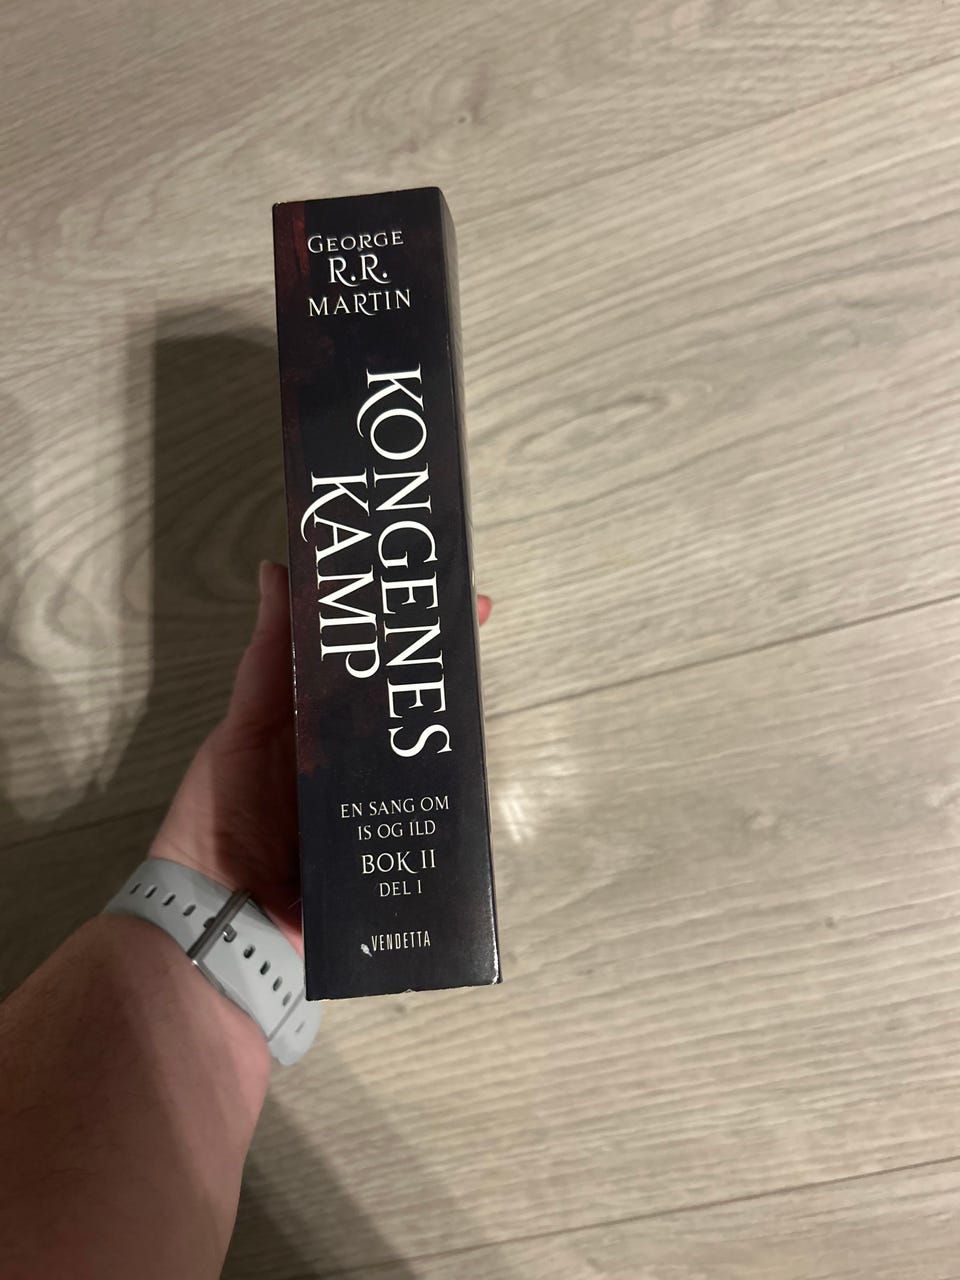 GEORGE
R.R.
MARTIN
KONGENES
KAMP
EN SANG OM
IS OG ILD
BOK II
DEL I
VENDETTA